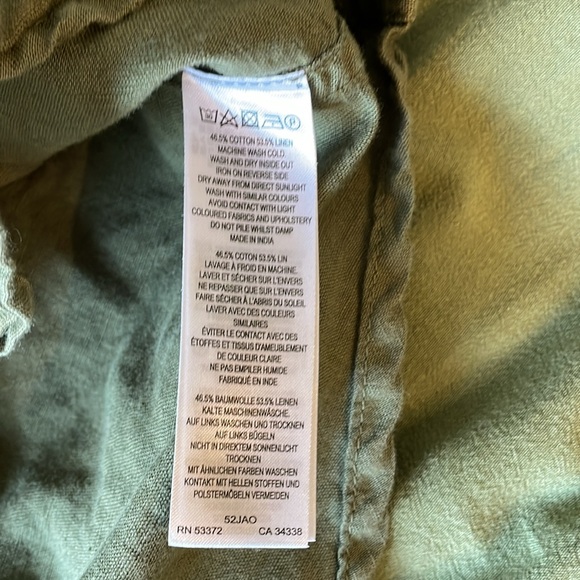 46.5% COTTON 53.5% LINEN
MACHINE WASH COLD.
WASH AND DRY INSIDE OUT
IRON ON REVERSE SIDE
DRY AWAY FROM DIRECT SUNLIGHT
WASH WITH SIMILAR COLOURS
AVOID CONTACT WITH LIGHT
COLOURED FABRICS AND UPHOLSTERY
DO NOT PILE WHILST DAMP
MADE IN INDIA
46.5% COTON 53.5% LIN
LAVAGE À FROID EN MACHINE.
LAVER ET SÉCHER SUR L'ENVERS
NE REPASSER QUE SUR L'ENVERS
FAIRE SÉCHER À L'ABRIS DU SOLEIL
LAVER AVEC DES COULEURS
SIMILAIRES
ÉVITER LE CONTACT AVEC DES
ÉTOFFES ET TISSUS D'AMEUBLEMENT
DE COULEUR CLAIRE
NE PAS EMPILER HUMIDE
FABRIQUÉ EN INDE
46.5% BAUMWOLLE 53.5% LEINEN
KALTE MASCHINENWÄSCHE.
AUF LINKS WASCHEN UND TROCKNEN
AUF LINKS BÜGELN
NICHT IN DIREKTEM SONNENLICHT
TROCKNEN
MIT ÄHNLICHEN FARBEN WASCHEN
KONTAKT MIT HELLEN STOFFEN UND
POLSTERMÖBELN VERMEIDEN
52JAO
RN 53372 CA 34338